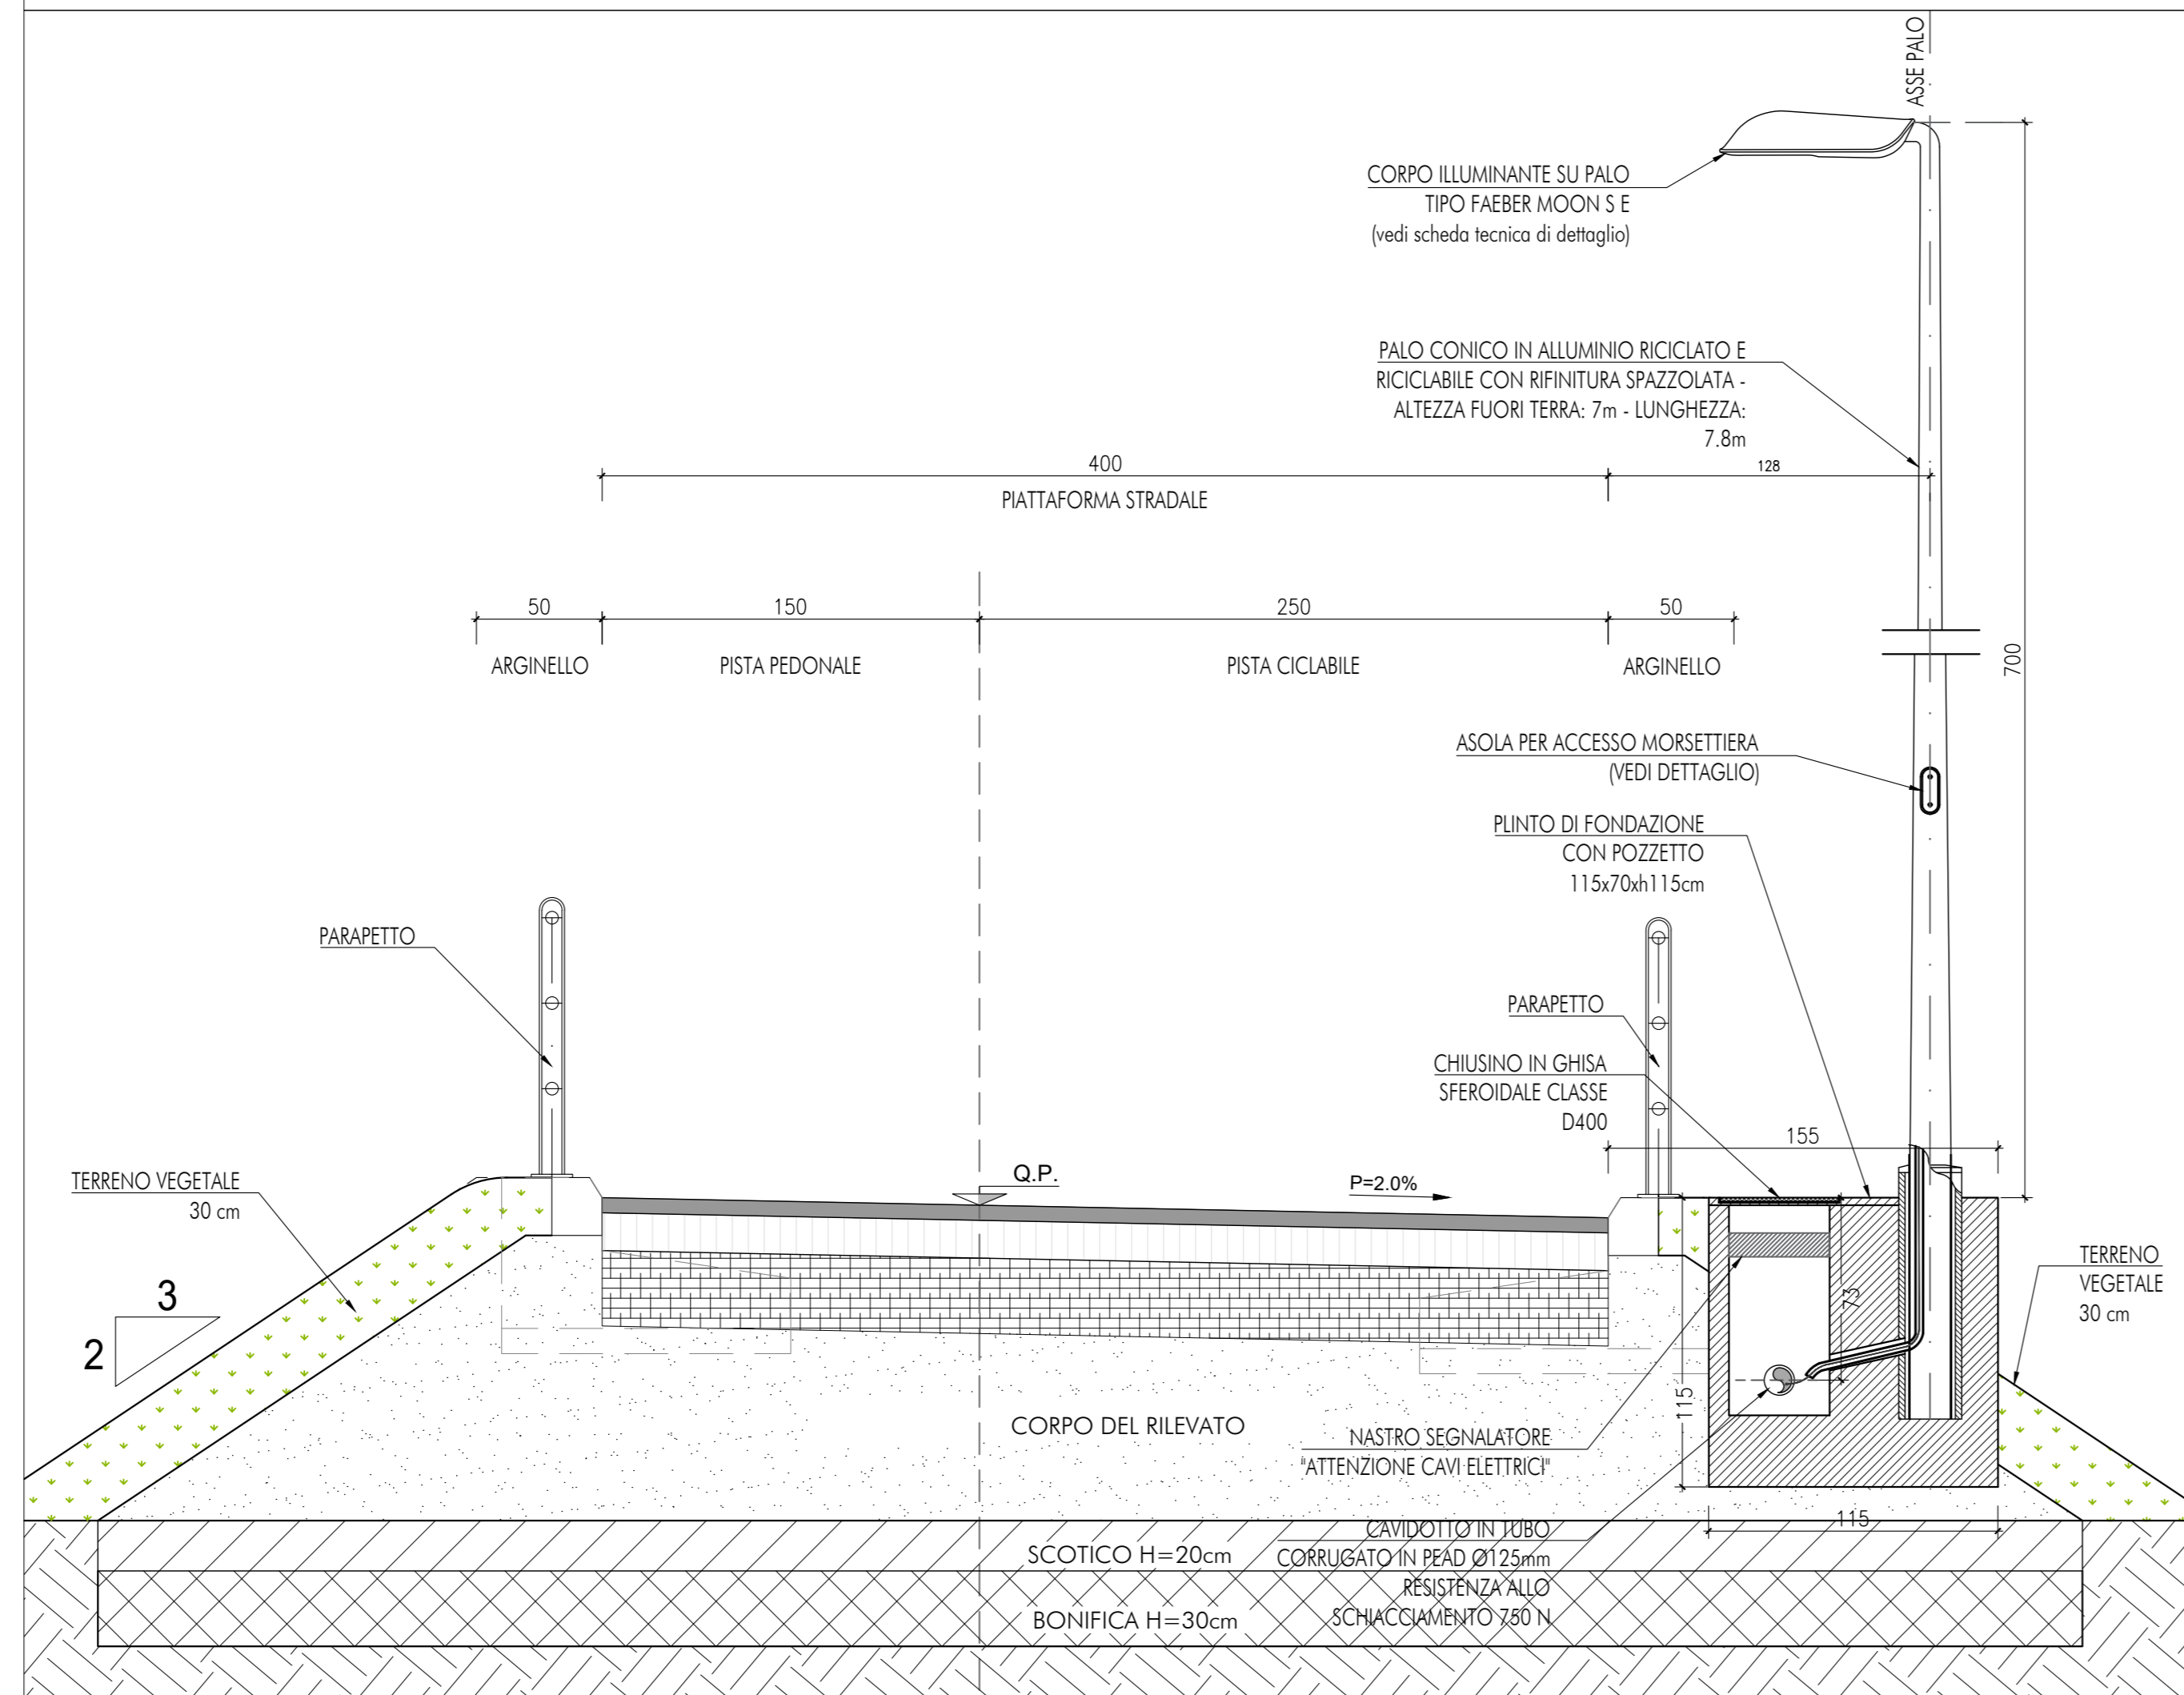 ASSE PALO
CORPO ILLUMINANTE SU PALO
TIPO FAEBER MOON S E
(vedi scheda tecnica di dettaglio)
PALO CONICO IN ALLUMINIO RICICLATO E
RICICLABILE CON RIFINITURA SPAZZOLATA -
ALTEZZA FUORI TERRA: 7m - LUNGHEZZA:
7.8m
400
128
PIATTAFORMA STRADALE
50
150
250
50
ARGINELLO
PISTA PEDONALE
PISTA CICLABILE
ARGINELLO
700
ASOLA PER ACCESSO MORSETTIERA
(VEDI DETTAGLIO)
PLINTO DI FONDAZIONE
CON POZZETTO
115x70xh115cm
PARAPETTO
PARAPETTO
CHIUSINO IN GHISA
SFEROIDALE CLASSE
D400
155
TERRENO VEGETALE
30 cm
Q.P.
P=2.0%
TERRENO
VEGETALE
30 cm
3
2
73
115
CORPO DEL RILEVATO
NASTRO SEGNALATORE
"ATTENZIONE CAVI ELETTRICI"
115
SCOTICO H=20cm
CAVIDOTTO IN TUBO
CORRUGATO IN PEAD Ø125mm
RESISTENZA ALLO
SCHIACCIAMENTO 750 N
BONIFICA H=30cm